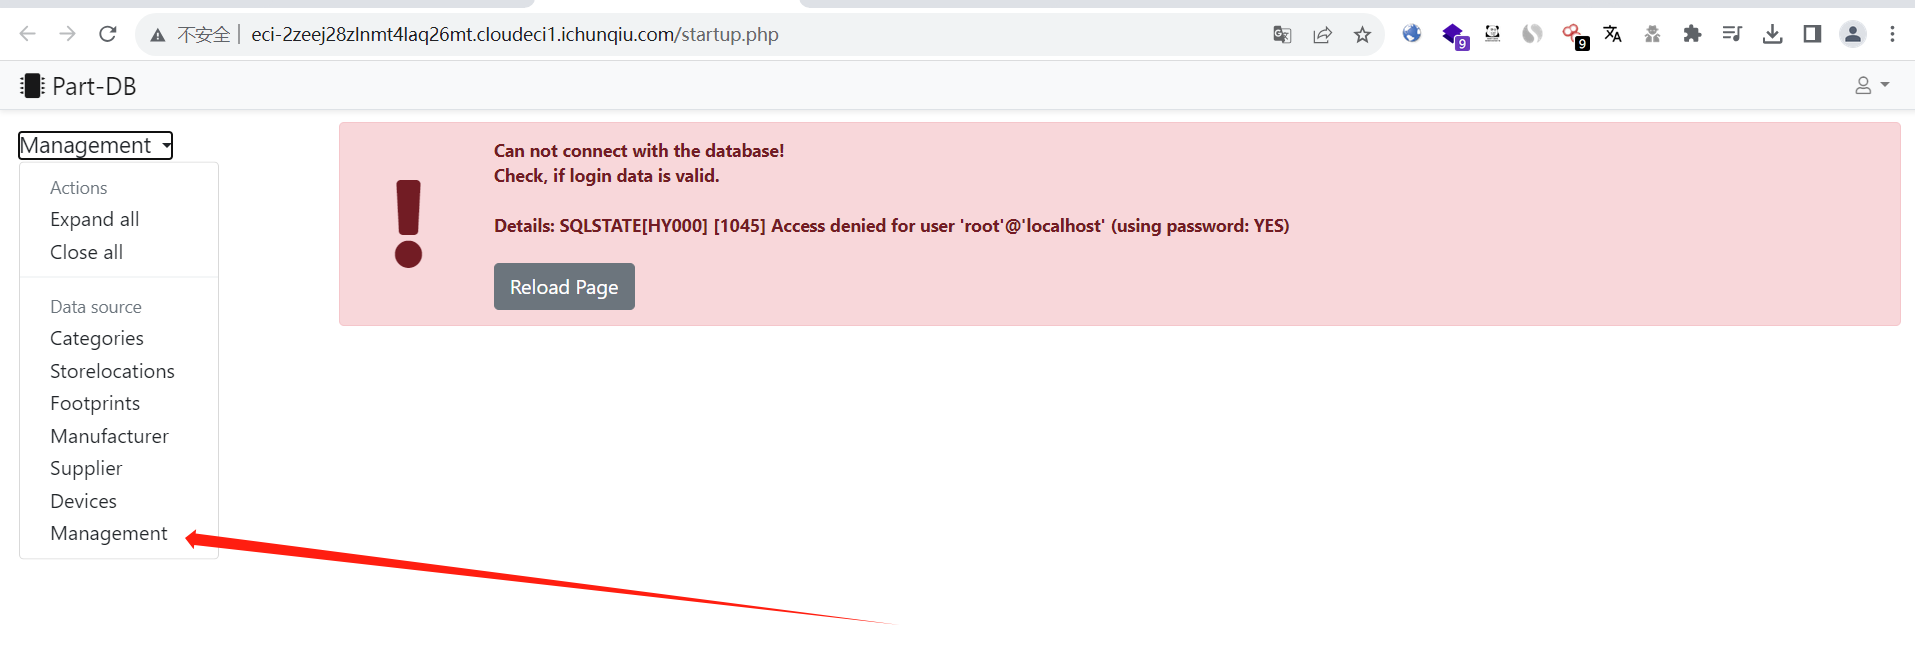 不安全 eci-2zeej28zlnmt4laq26mt.cloudeci1.ichunqiu.com/startup.php
9
9
Part-DB
Management
Actions
Expand all
Close all
Data source
Categories
Storelocations
Footprints
Manufacturer
Supplier
Devices
Management
Can not connect with the database!
Check, if login data is valid.
Details: SQLSTATE[HY000] [1045] Access denied for user 'root'@'localhost' (using password: YES)
Reload Page